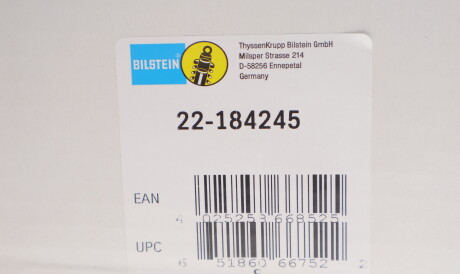 BILSTEIN
ThyssenKrupp Bilstein GmbH
Milsper Strasse 214
D-58256 Ennepetal
Germany
22-184245
EAN
4 025258 668525
UPC
6 51860 66752 2